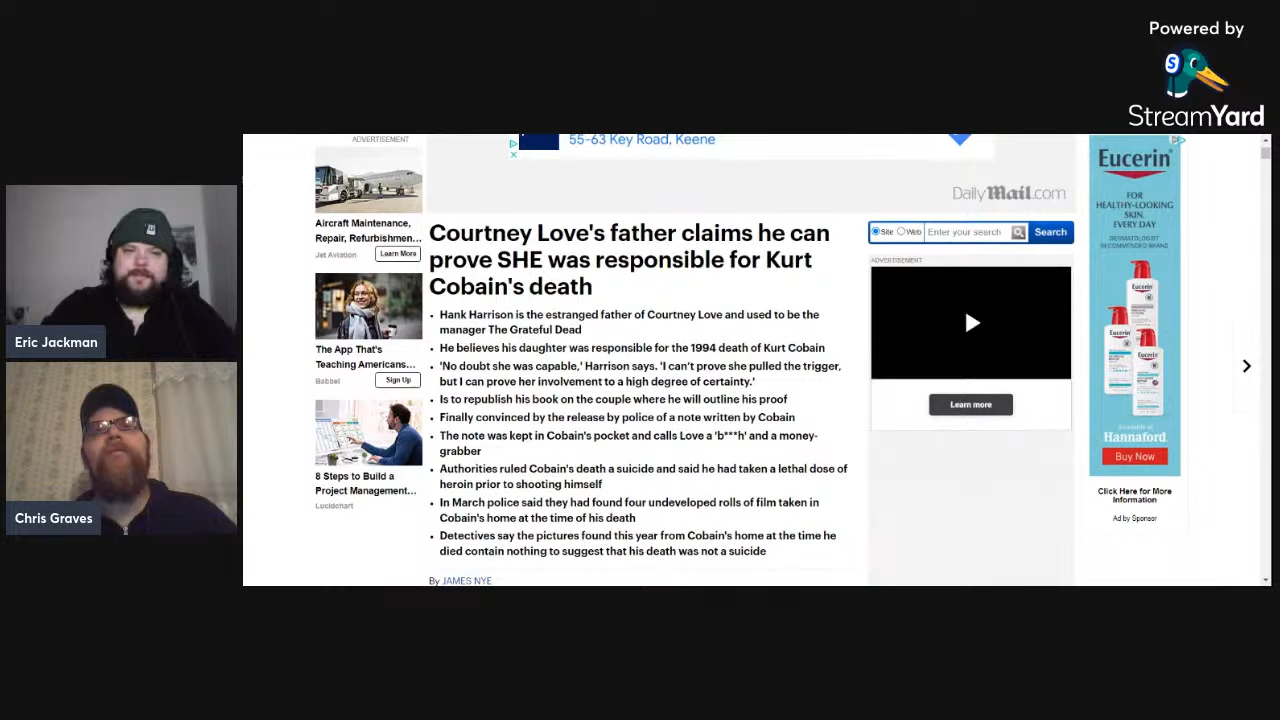 Powered by
StreamYard
ADVERTISEMENT
55-63 Key Road, Keene
Daily Mail.com
Aircraft Maintenance,
Repair, Refurbishmen...
Jet Aviation
Learn More
The App That's
Teaching Americans...
Babbel
Sign Up
8 Steps to Build a
Project Management...
Lucidchart
Courtney Love's father claims he can
prove SHE was responsible for Kurt
Cobain's death
• Hank Harrison is the estranged father of Courtney Love and used to be the
manager The Grateful Dead
• He believes his daughter was responsible for the 1994 death of Kurt Cobain
• 'No doubt she was capable,' Harrison says. 'I can't prove she pulled the trigger,
but I can prove her involvement to a high degree of certainty.'
• Is to republish his book on the couple where he will outline his proof
• Finally convinced by the release by police of a note written by Cobain
• The note was kept in Cobain's pocket and calls Love a 'b***h' and a money-
grabber
• Authorities ruled Cobain's death a suicide and said he had taken a lethal dose of
heroin prior to shooting himself
• In March police said they had found four undeveloped rolls of film taken in
Cobain's home at the time of his death
• Detectives say the pictures found this year from Cobain's home at the time he
died contain nothing to suggest that his death was not a suicide
By JAMES NYE
Site Web Enter your search Search
ADVERTISEMENT
Learn more
Eucerin
FOR
HEALTHY-LOOKING
SKIN,
EVERY DAY
DERMATOLOGIST
RECOMMENDED BRAND
Eucerin
Eucerin
Eucerin
Available at
Hannaford
Buy Now
Click Here for More
Information
Ad by Sponsor
Eric Jackman
Chris Graves